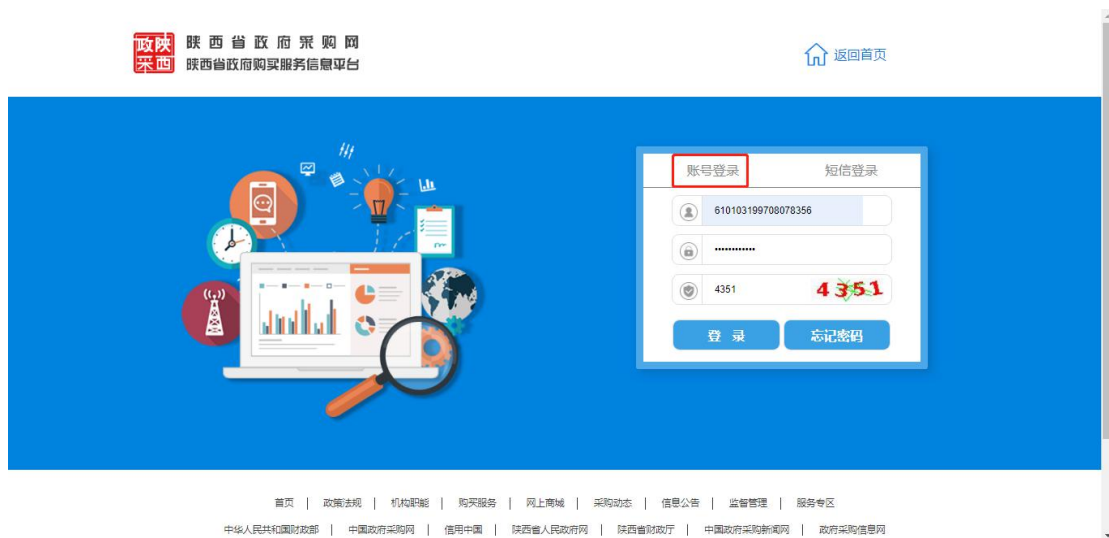 政陕
采西
陕西省政府采购网
陕西省政府购买服务信息平台
返回首页
账号登录 短信登录
610103199708078356
••••••••••••
4351 4351
登 录 忘记密码
首页 | 政策法规 | 机构职能 | 购买服务 | 网上商城 | 采购动态 | 信息公告 | 监督管理 | 服务专区
中华人民共和国财政部 | 中国政府采购网 | 信用中国 | 陕西省人民政府网 | 陕西省财政厅 | 中国政府采购新闻网 | 政府采购信息网